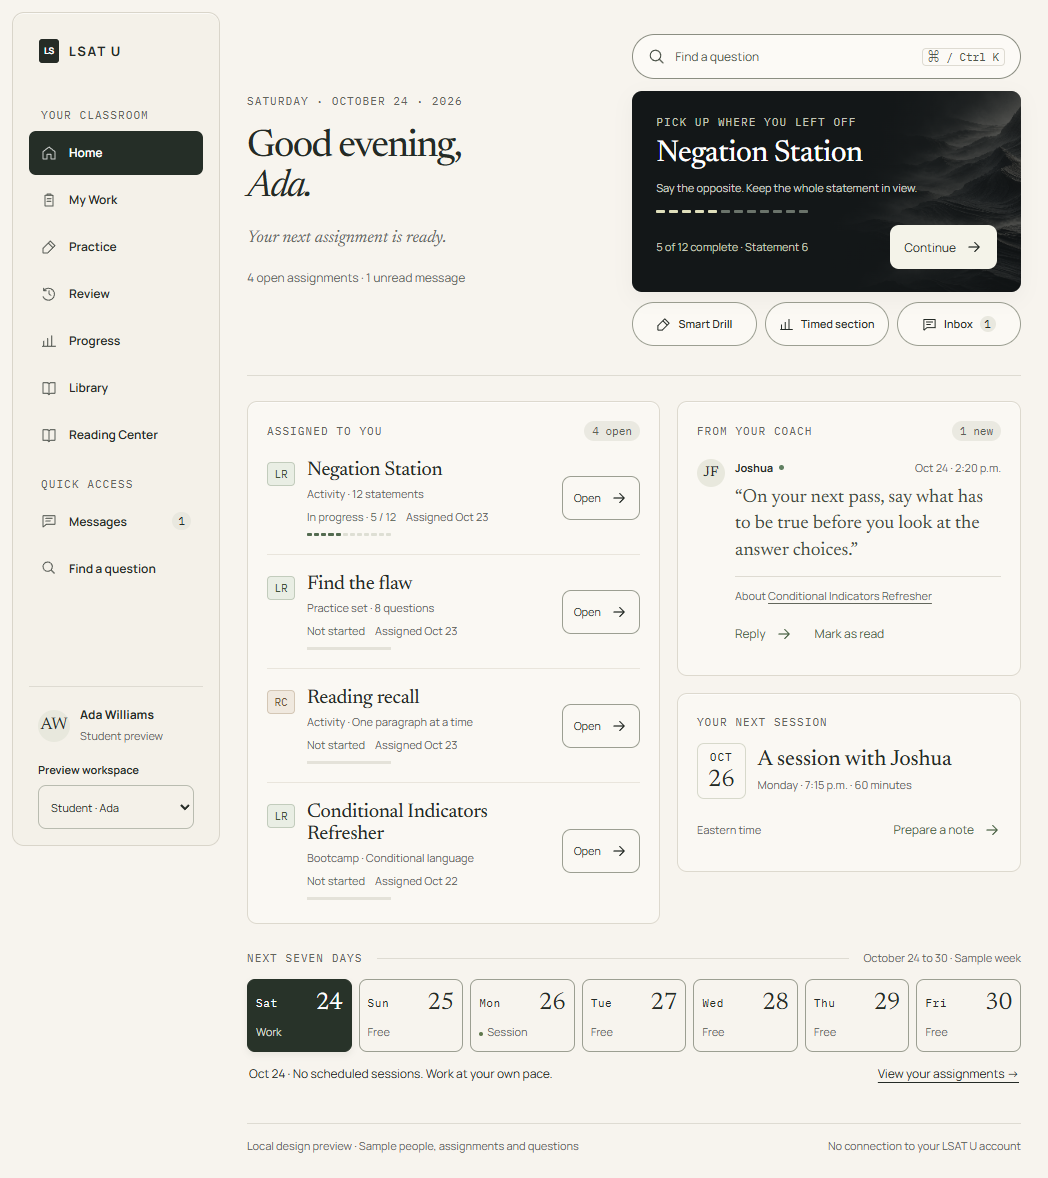 LS LSAT U
YOUR CLASSROOM
Home
My Work
Practice
Review
Progress
Library
Reading Center
QUICK ACCESS
Messages 1
Find a question
AW Ada Williams
Student preview
Preview workspace
Student · Ada
SATURDAY · OCTOBER 24 · 2026
Good evening,
Ada.
Your next assignment is ready.
4 open assignments · 1 unread message
Find a question ⌘ / Ctrl K
PICK UP WHERE YOU LEFT OFF
Negation Station
Say the opposite. Keep the whole statement in view.
5 of 12 complete · Statement 6
Continue →
Smart Drill
Timed section
Inbox 1
ASSIGNED TO YOU 4 open
LR Negation Station
Activity · 12 statements
In progress · 5 / 12 Assigned Oct 23
Open →
LR Find the flaw
Practice set · 8 questions
Not started Assigned Oct 23
Open →
RC Reading recall
Activity · One paragraph at a time
Not started Assigned Oct 23
Open →
LR Conditional Indicators
Refresher
Bootcamp · Conditional language
Not started Assigned Oct 22
Open →
FROM YOUR COACH 1 new
JF Joshua Oct 24 · 2:20 p.m.
“On your next pass, say what has
to be true before you look at the
answer choices.”
About Conditional Indicators Refresher
Reply → Mark as read
YOUR NEXT SESSION
OCT
26
A session with Joshua
Monday · 7:15 p.m. · 60 minutes
Eastern time Prepare a note →
NEXT SEVEN DAYS October 24 to 30 · Sample week
Sat 24
Work
Sun 25
Free
Mon 26
Session
Tue 27
Free
Wed 28
Free
Thu 29
Free
Fri 30
Free
Oct 24 · No scheduled sessions. Work at your own pace. View your assignments →
Local design preview · Sample people, assignments and questions No connection to your LSAT U account